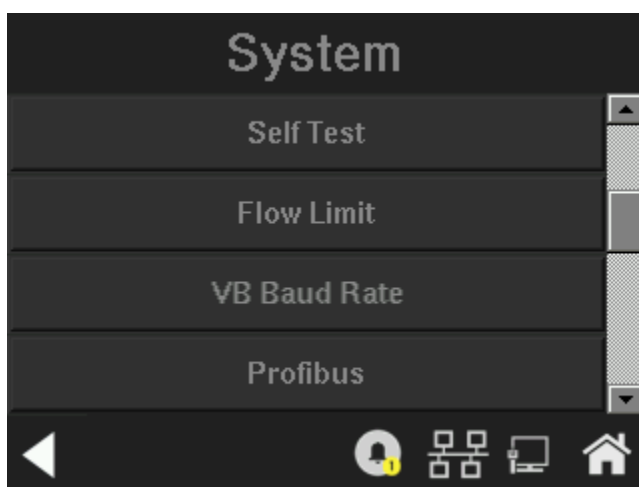 System
Self Test
Flow Limit
VB Baud Rate
Profibus
1